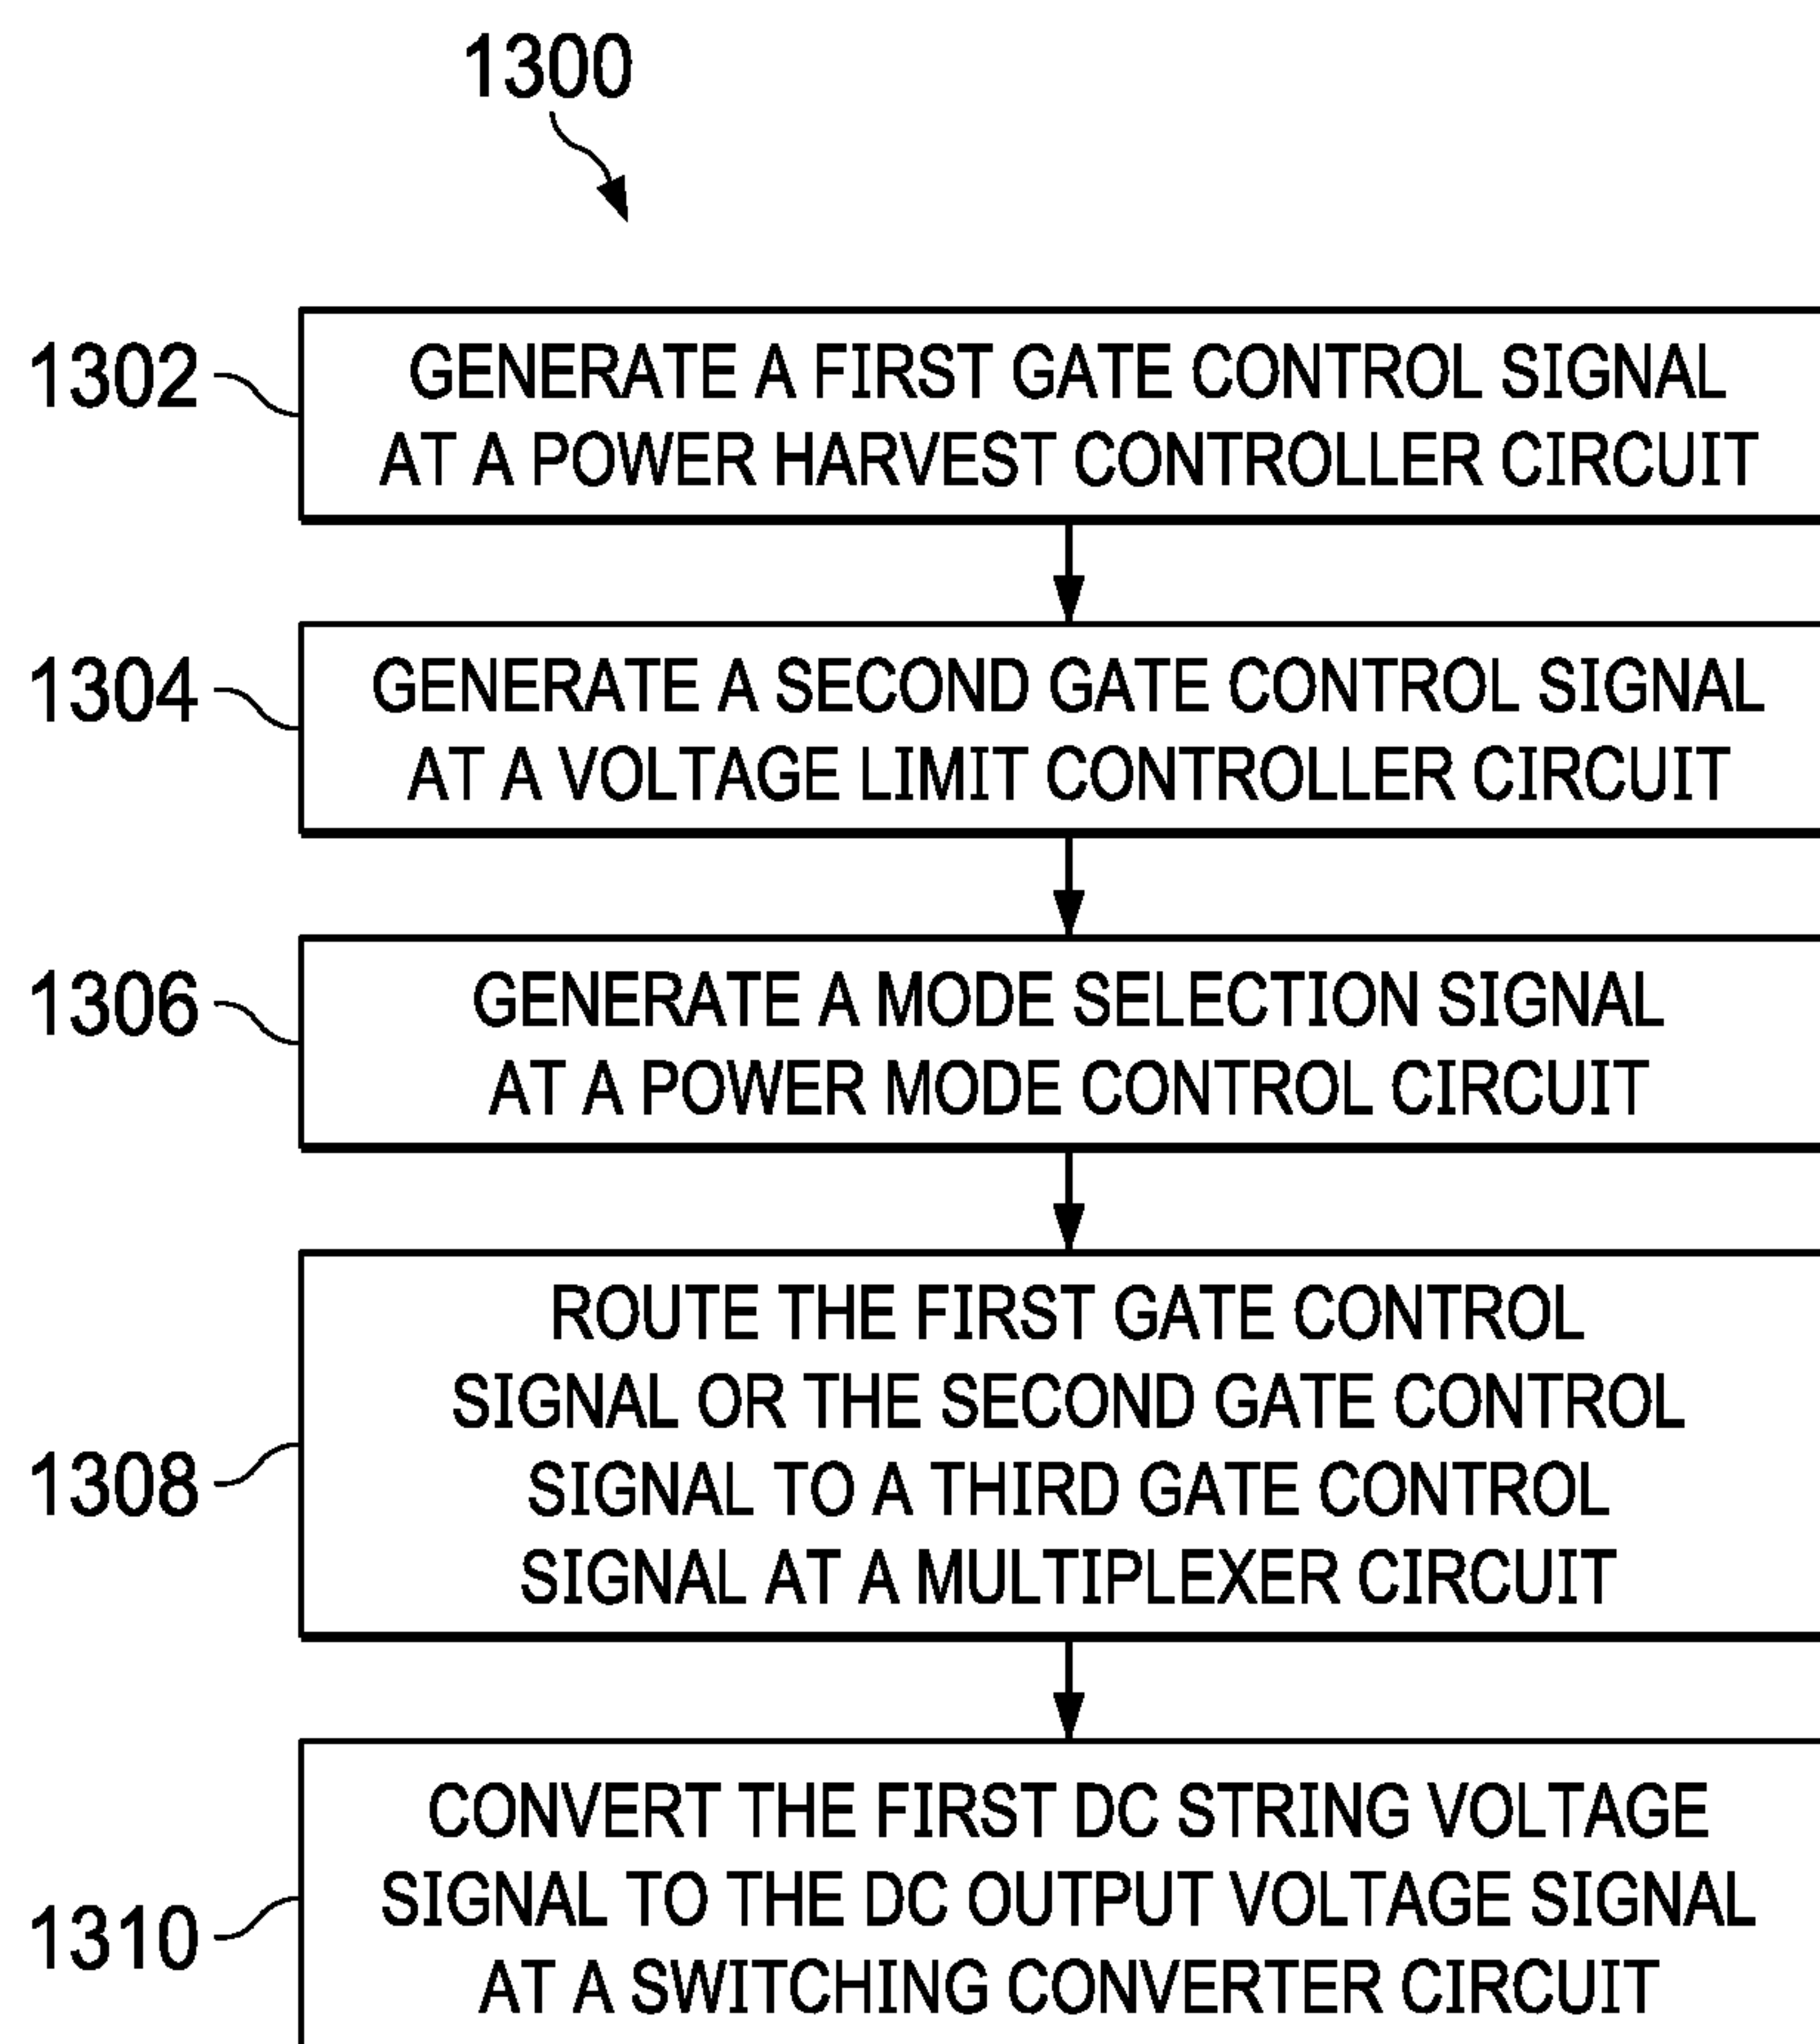 1300
1302
GENERATE A FIRST GATE CONTROL SIGNAL
AT A POWER HARVEST CONTROLLER CIRCUIT
1304
GENERATE A SECOND GATE CONTROL SIGNAL
AT A VOLTAGE LIMIT CONTROLLER CIRCUIT
1306
GENERATE A MODE SELECTION SIGNAL
AT A POWER MODE CONTROL CIRCUIT
1308
ROUTE THE FIRST GATE CONTROL
SIGNAL OR THE SECOND GATE CONTROL
SIGNAL TO A THIRD GATE CONTROL
SIGNAL AT A MULTIPLEXER CIRCUIT
1310
CONVERT THE FIRST DC STRING VOLTAGE
SIGNAL TO THE DC OUTPUT VOLTAGE SIGNAL
AT A SWITCHING CONVERTER CIRCUIT